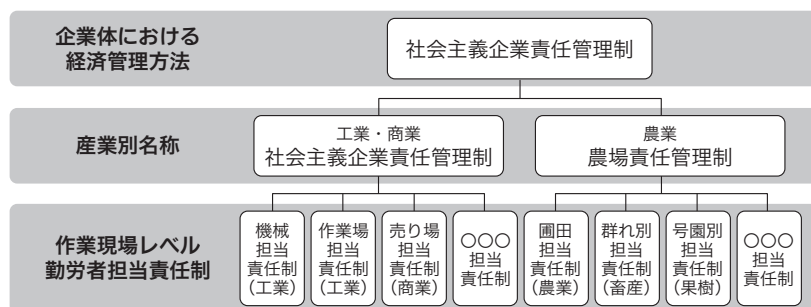 企業体における
経済管理方法
社会主義企業責任管理制
産業別名称
工業・商業
社会主義企業責任管理制
農業
農場責任管理制
作業現場レベル
勤労者担当責任制
機械
担当
責任制
(工業)
作業場
担当
責任制
(工業)
売り場
担当
責任制
(商業)
○○○
担当
責任制
圃田
担当
責任制
(農業)
群れ別
担当
責任制
(畜産)
号園別
担当
責任制
(果樹)
○○○
担当
責任制